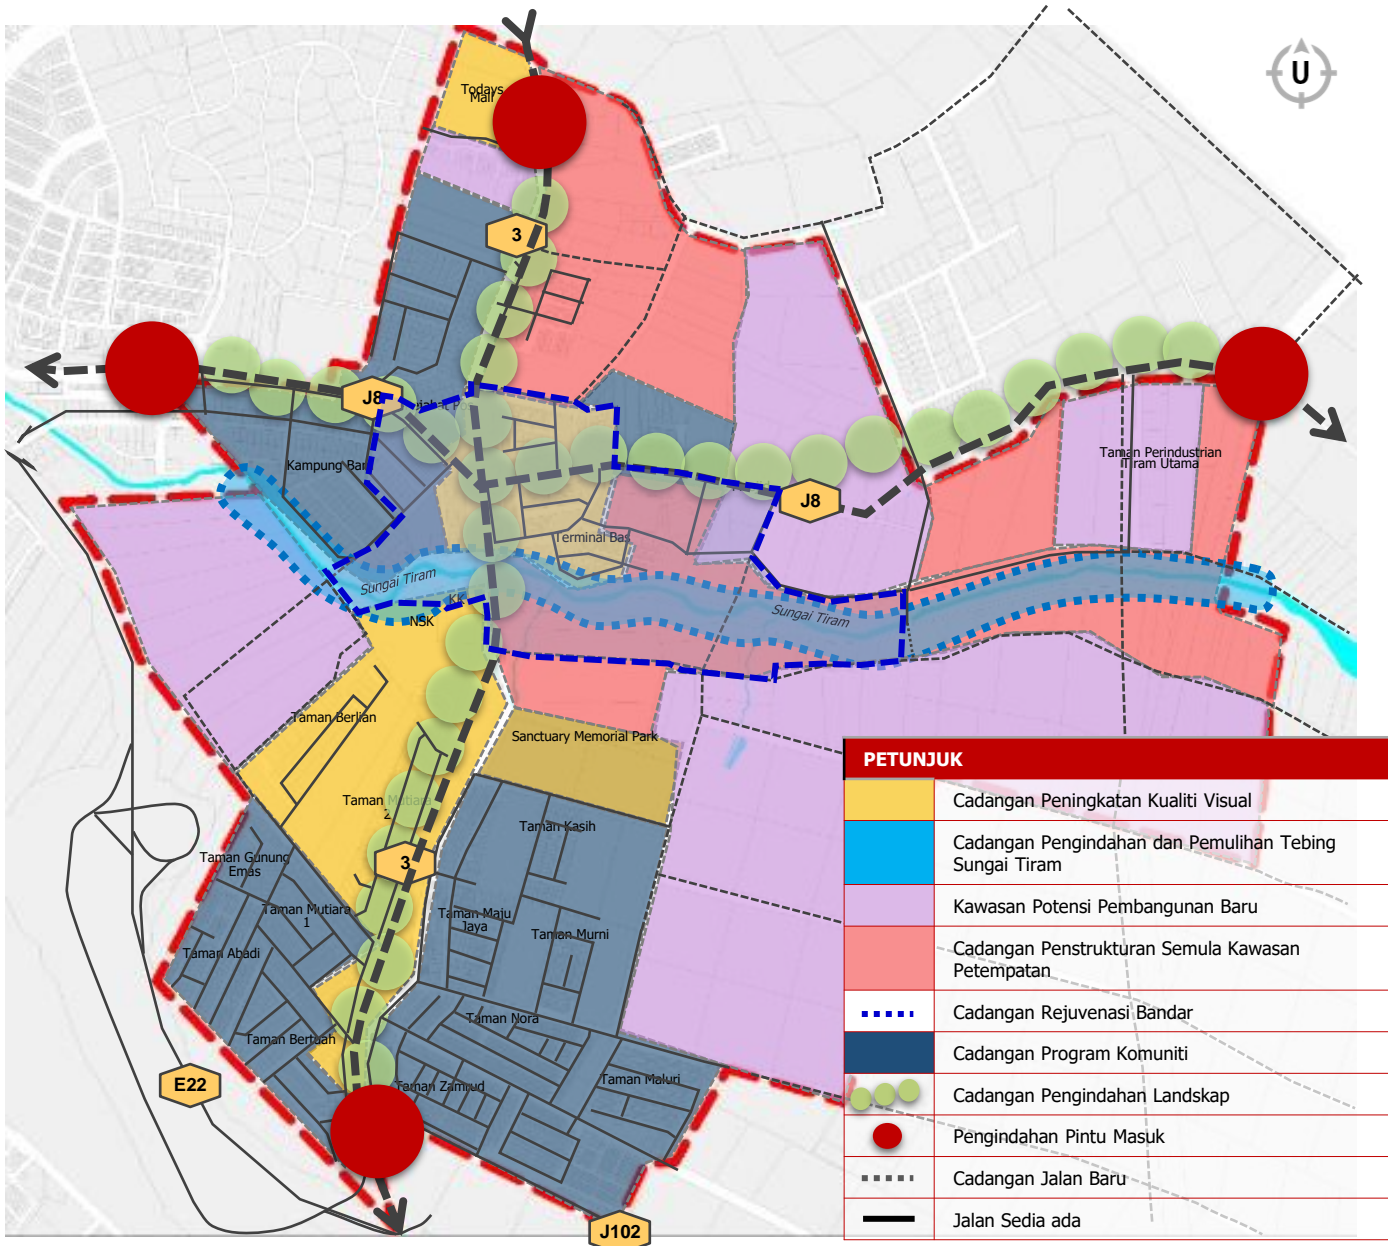 U
Todays
Mall
3
J8
Kampung Baru
Taman Perindustrian
Tiram Utama
J8
Terminal Bas
Sungai Tiram
KK
NSK
Sungai Tiram
Taman Berlian
Sanctuary Memorial Park
Taman Mutiara
2
Taman Kasih
3
Taman Gunung
Emas
Taman Mutiara
1
Taman Maju
Jaya
Taman Murni
Taman Abadi
Taman Nora
Taman Bertuah
E22
Taman Zamrud
Taman Maluri
J102
PETUNJUK
Cadangan Peningkatan Kualiti Visual
Cadangan Pengindahan dan Pemulihan Tebing
Sungai Tiram
Kawasan Potensi Pembangunan Baru
Cadangan Penstrukturan Semula Kawasan
Petempatan
Cadangan Rejuvenasi Bandar
Cadangan Program Komuniti
Cadangan Pengindahan Landskap
Pengindahan Pintu Masuk
Cadangan Jalan Baru
Jalan Sedia ada